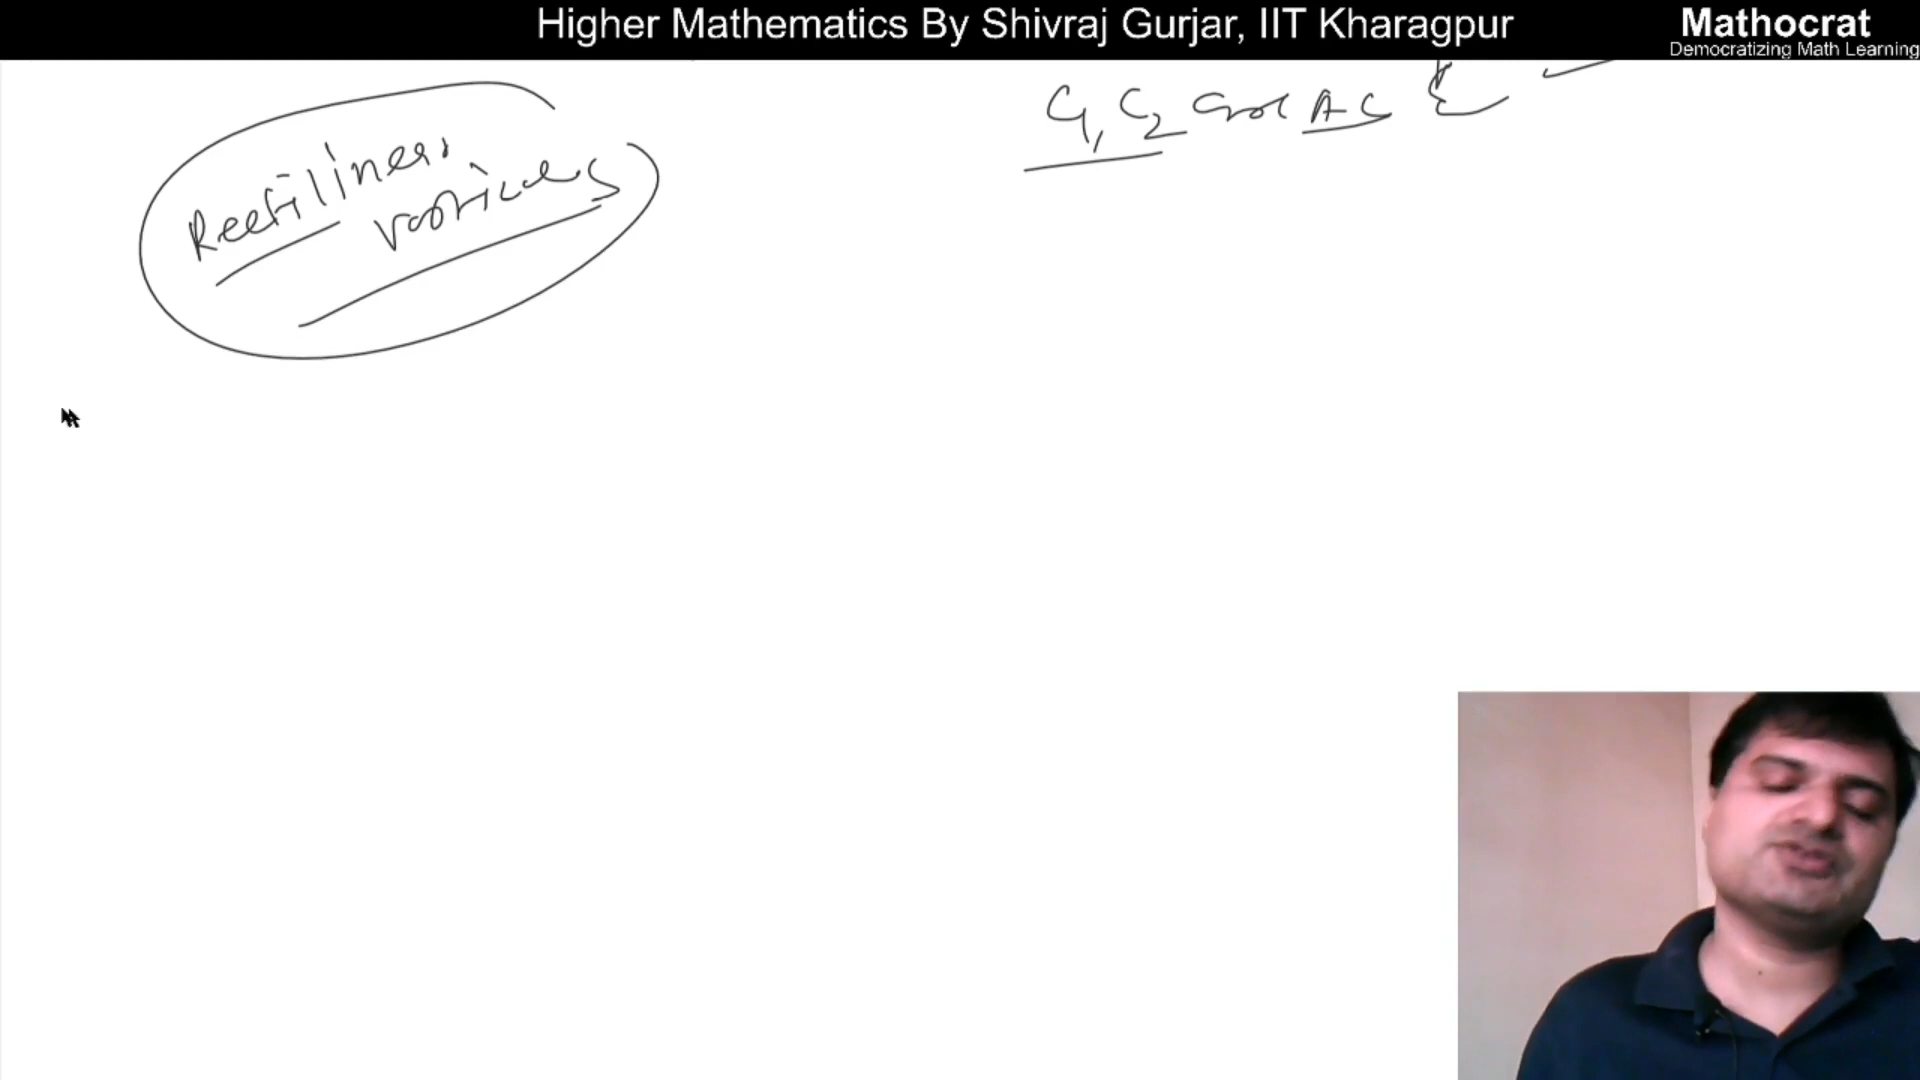 Higher Mathematics By Shivraj Gurjar, IIT Kharagpur
Mathocrat
Democratizing Math Learning
C1, C2 and AC
Rectilinear
vortices